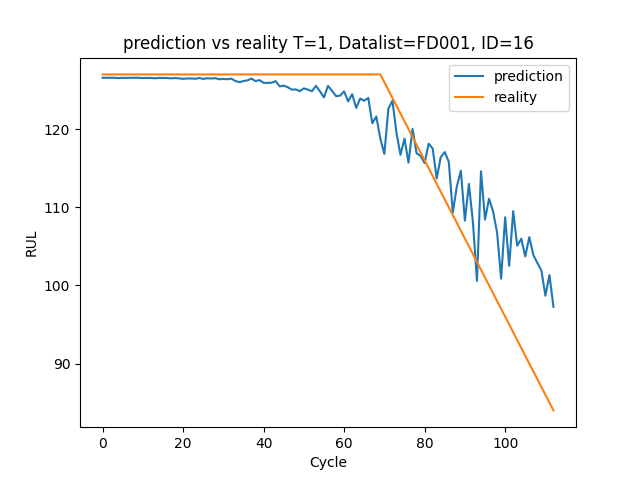 prediction vs reality T=1, Datalist=FD001, ID=16
prediction
reality
RUL
120
110
100
90
0 20 40 60 80 100
Cycle